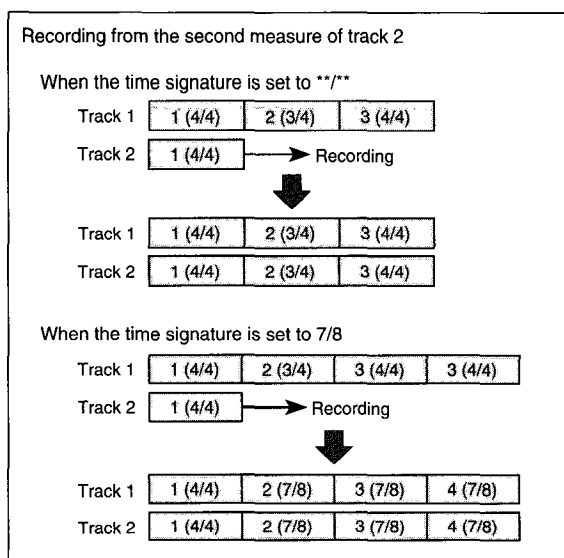 Recording from the second measure of track 2
When the time signature is set to **/**
Track 1 1 (4/4) 2 (3/4) 3 (4/4)
Track 2 1 (4/4) Recording
Track 1 1 (4/4) 2 (3/4) 3 (4/4)
Track 2 1 (4/4) 2 (3/4) 3 (4/4)
When the time signature is set to 7/8
Track 1 1 (4/4) 2 (3/4) 3 (4/4) 3 (4/4)
Track 2 1 (4/4) Recording
Track 1 1 (4/4) 2 (7/8) 3 (7/8) 4 (7/8)
Track 2 1 (4/4) 2 (7/8) 3 (7/8) 4 (7/8)